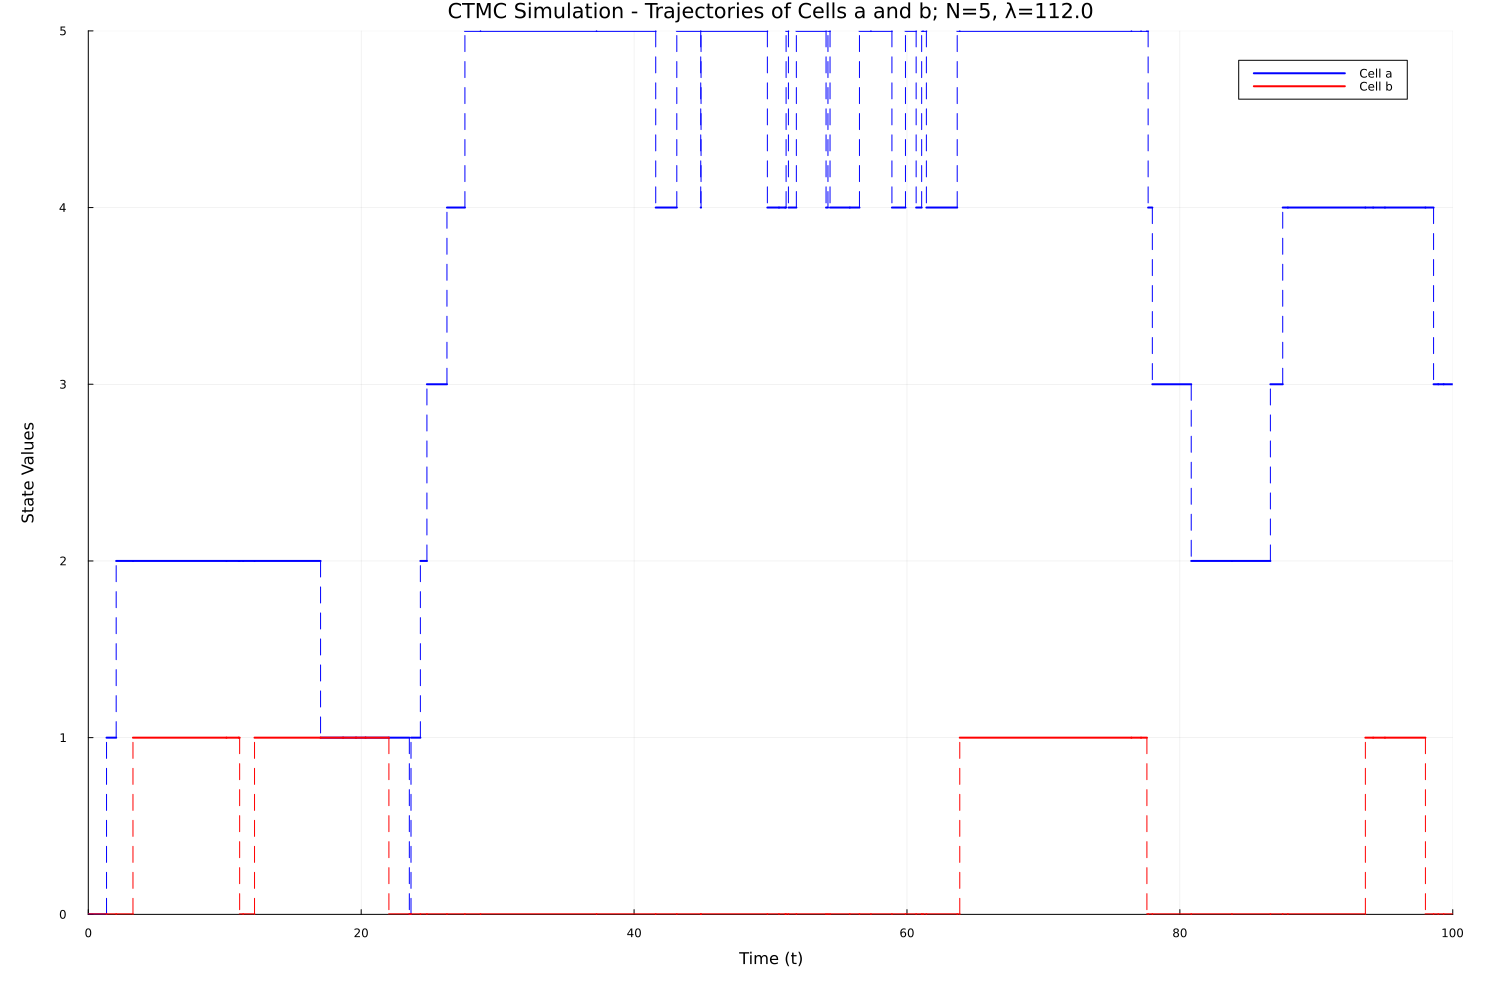 CTMC Simulation - Trajectories of Cells a and b; N=5, λ=112.0
5
4
3
2
1
0
State Values
Cell a
Cell b
0 20 40 60 80 100
Time (t)